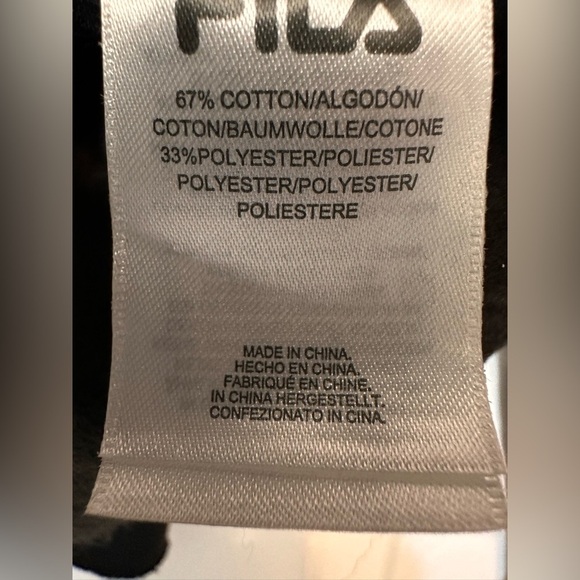 FILA
67% COTTON/ALGODÓN/
COTON/BAUMWOLLE/COTONE
33%POLYESTER/POLIESTER/
POLYESTER/POLYESTER/
POLIESTERE
MADE IN CHINA.
HECHO EN CHINA.
FABRIQUÉ EN CHINE.
IN CHINA HERGESTELLT.
CONFEZIONATO IN CINA.